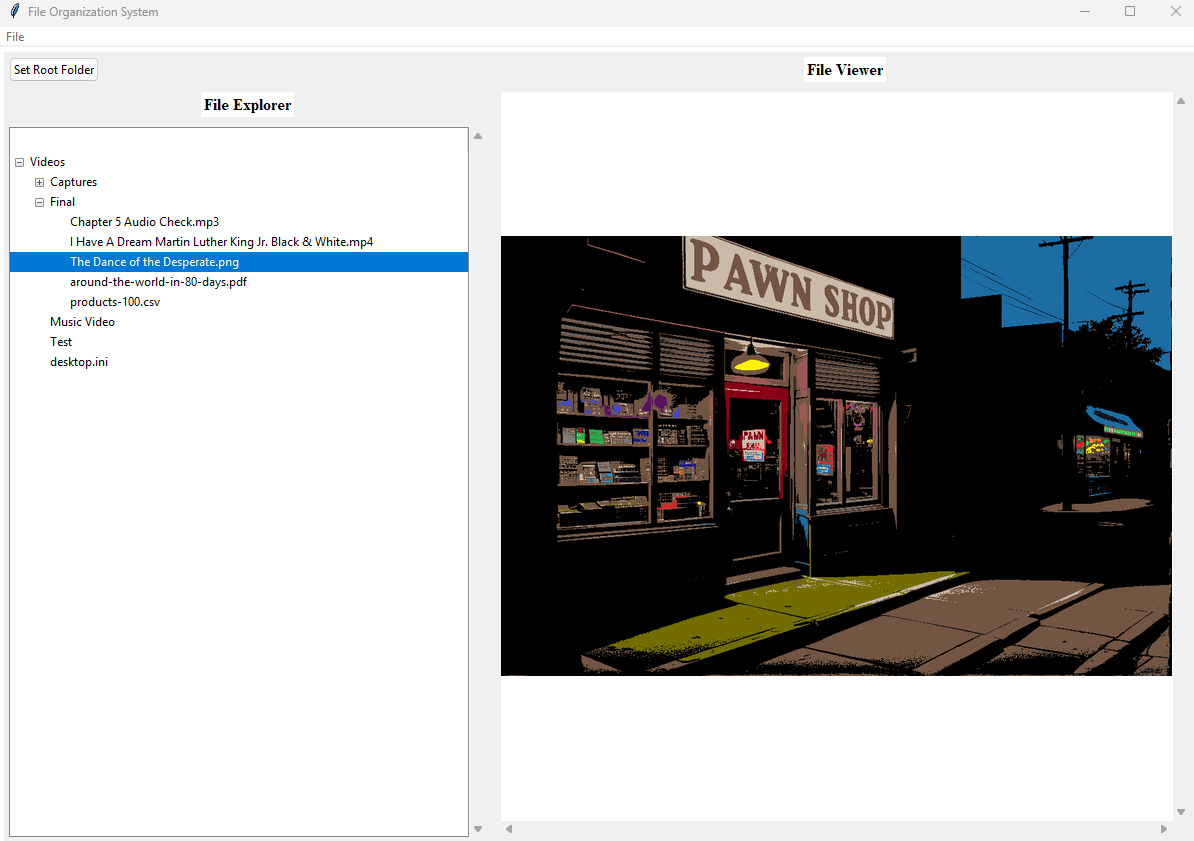 File Organization System
File
Set Root Folder
File Viewer
File Explorer
Videos
Captures
Final
Chapter 5 Audio Check.mp3
I Have A Dream Martin Luther King Jr. Black & White.mp4
The Dance of the Desperate.png
around-the-world-in-80-days.pdf
products-100.csv
Music Video
Test
desktop.ini
PAWN SHOP
PAWN